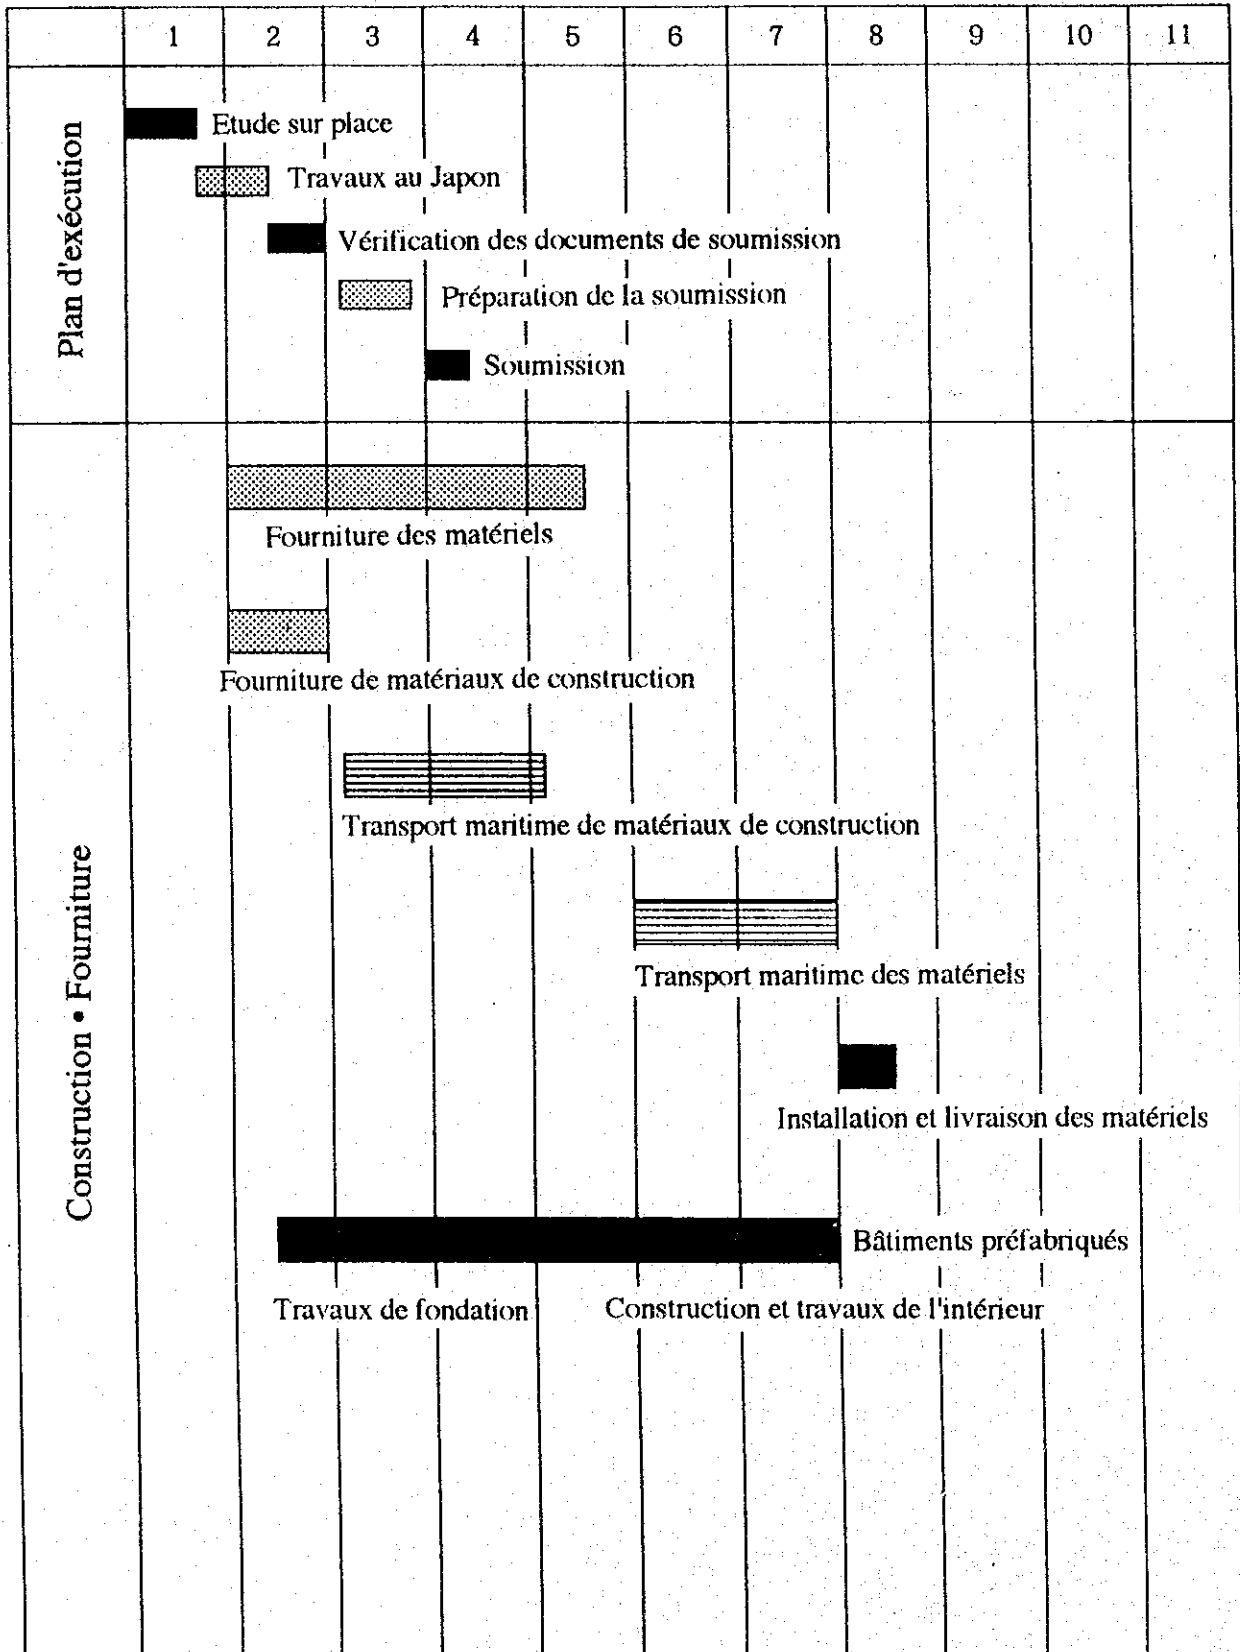 1 2 3 4 5 6 7 8 9 10 11
Plan d'exécution
Etude sur place
Travaux au Japon
Vérification des documents de soumission
Préparation de la soumission
Soumission
Construction • Fourniture
Fourniture des matériels
Fourniture de matériaux de construction
Transport maritime de matériaux de construction
Transport maritime des matériels
Installation et livraison des matériels
Bâtiments préfabriqués
Travaux de fondation
Construction et travaux de l'intérieur